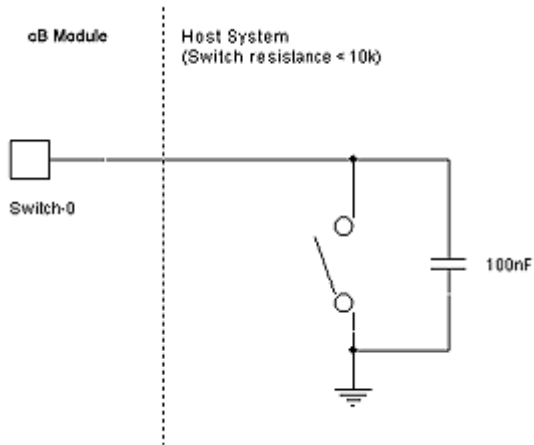 cB Module
Host System
(Switch resistance < 10k)
Switch-0
100nF